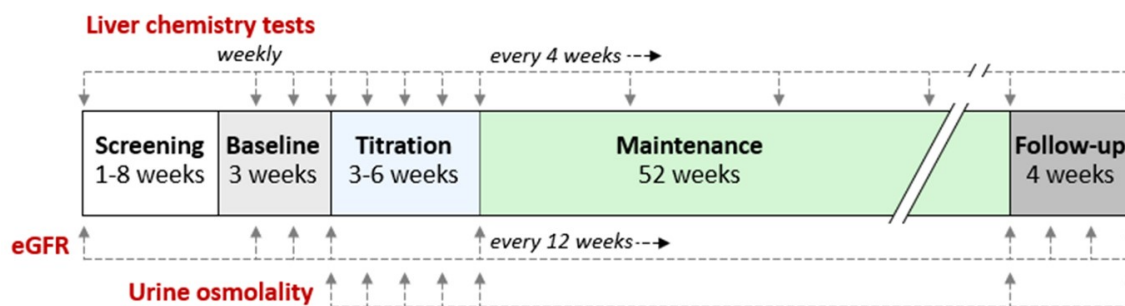 Liver chemistry tests
weekly
every 4 weeks
Screening
1-8 weeks
Baseline
3 weeks
Titration
3-6 weeks
Maintenance
52 weeks
Follow-up
4 weeks
eGFR
every 12 weeks
Urine osmolality